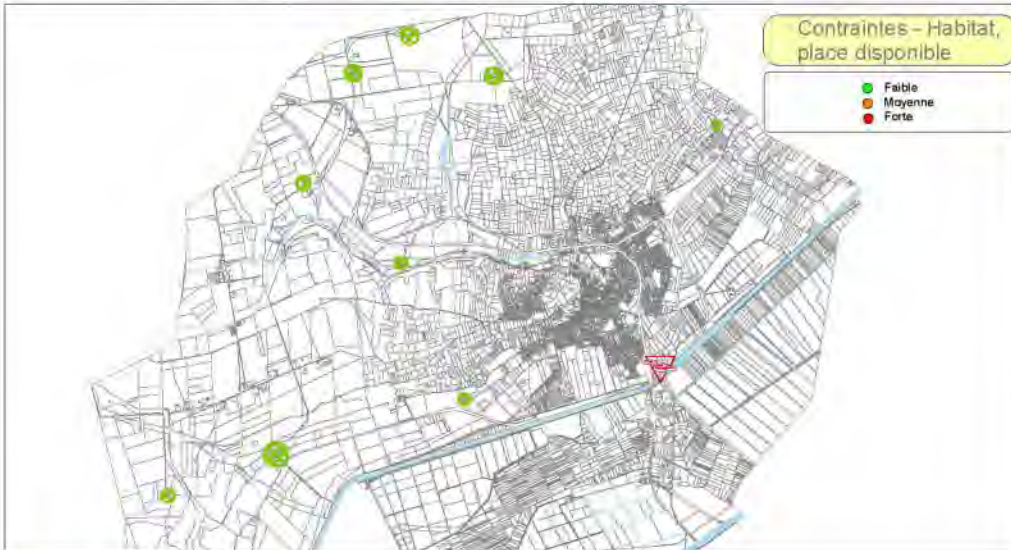 Contraintes - Habitat,
place disponible
Faible
Moyenne
Forte